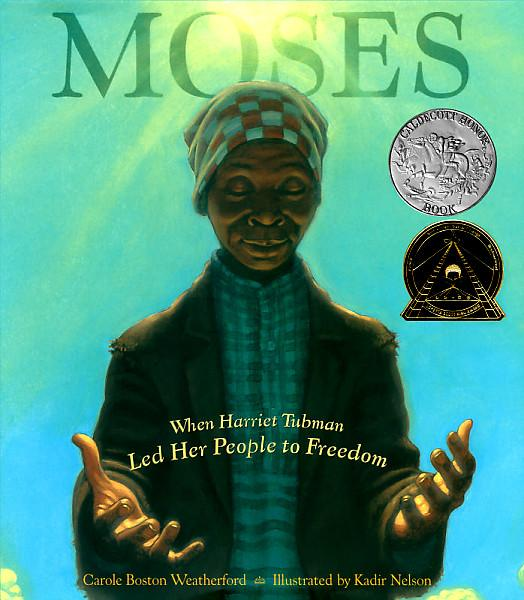 MOSES
CALDECOTT HONOR
BOOK
When Harriet Tubman
Led Her People to Freedom
Carole Boston Weatherford Illustrated by Kadir Nelson